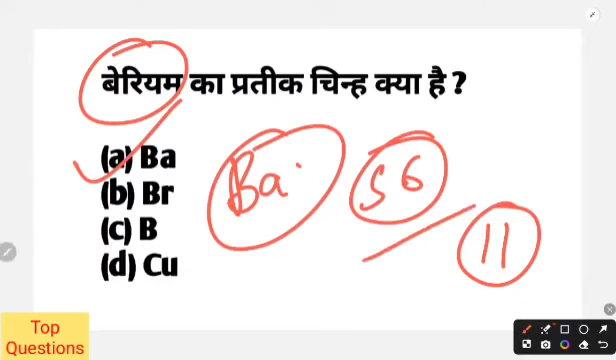 बेरियम का प्रतीक चिन्ह क्या है ?
(a) Ba
(b) Br
(c) B
(d) Cu
Ba
56
11
Top
Questions